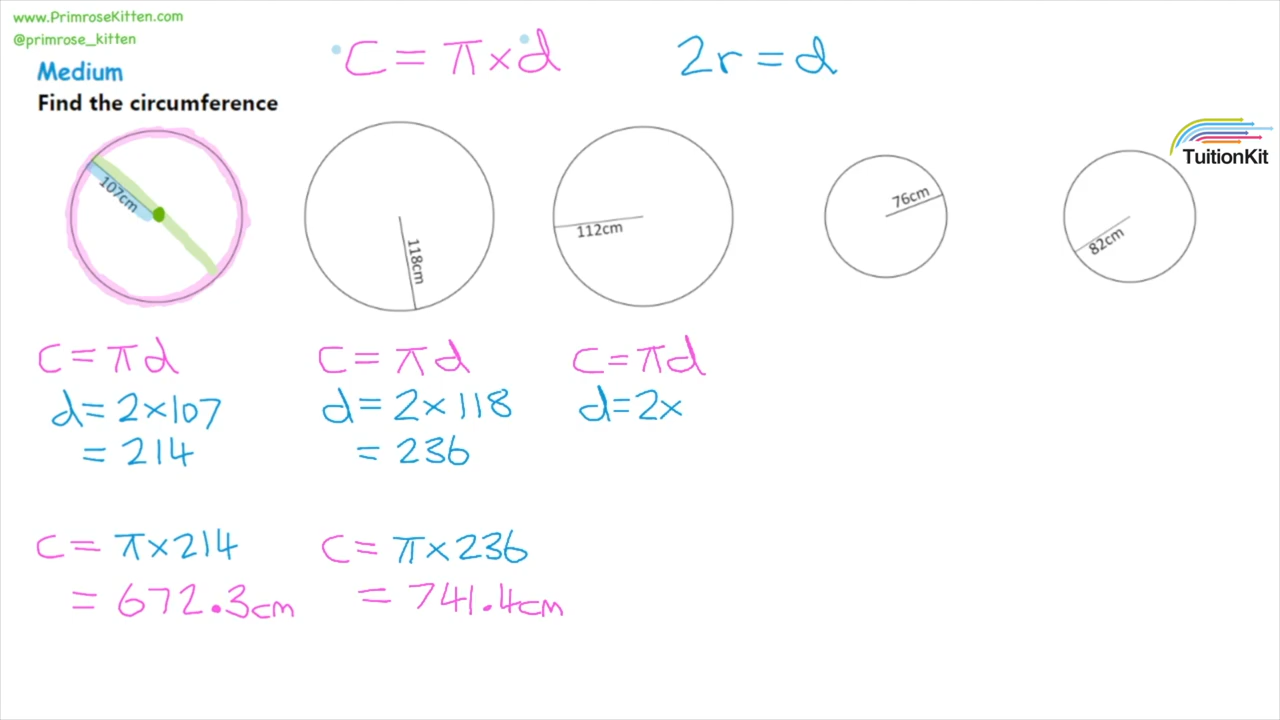 www.PrimroseKitten.com
@primrose_kitten
C = π × d
2r = d
Medium
Find the circumference
TuitionKit
107cm
118cm
112cm
76cm
82cm
C = πd
d = 2×107
= 214
C = π×214
= 672.3cm
C = πd
d = 2×118
= 236
C = π×236
= 741.4cm
C = πd
d = 2×